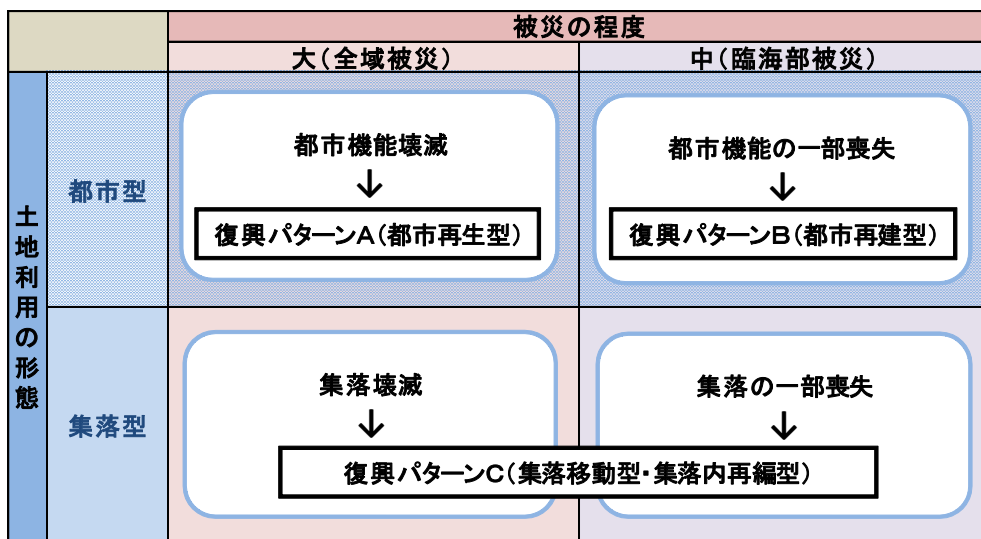 被災の程度
大(全域被災)
中(臨海部被災)
土地利用の形態
都市型
都市機能壊滅
↓
復興パターンA(都市再生型)
都市機能の一部喪失
↓
復興パターンB(都市再建型)
集落型
集落壊滅
↓
集落の一部喪失
↓
復興パターンC(集落移動型・集落内再編型)